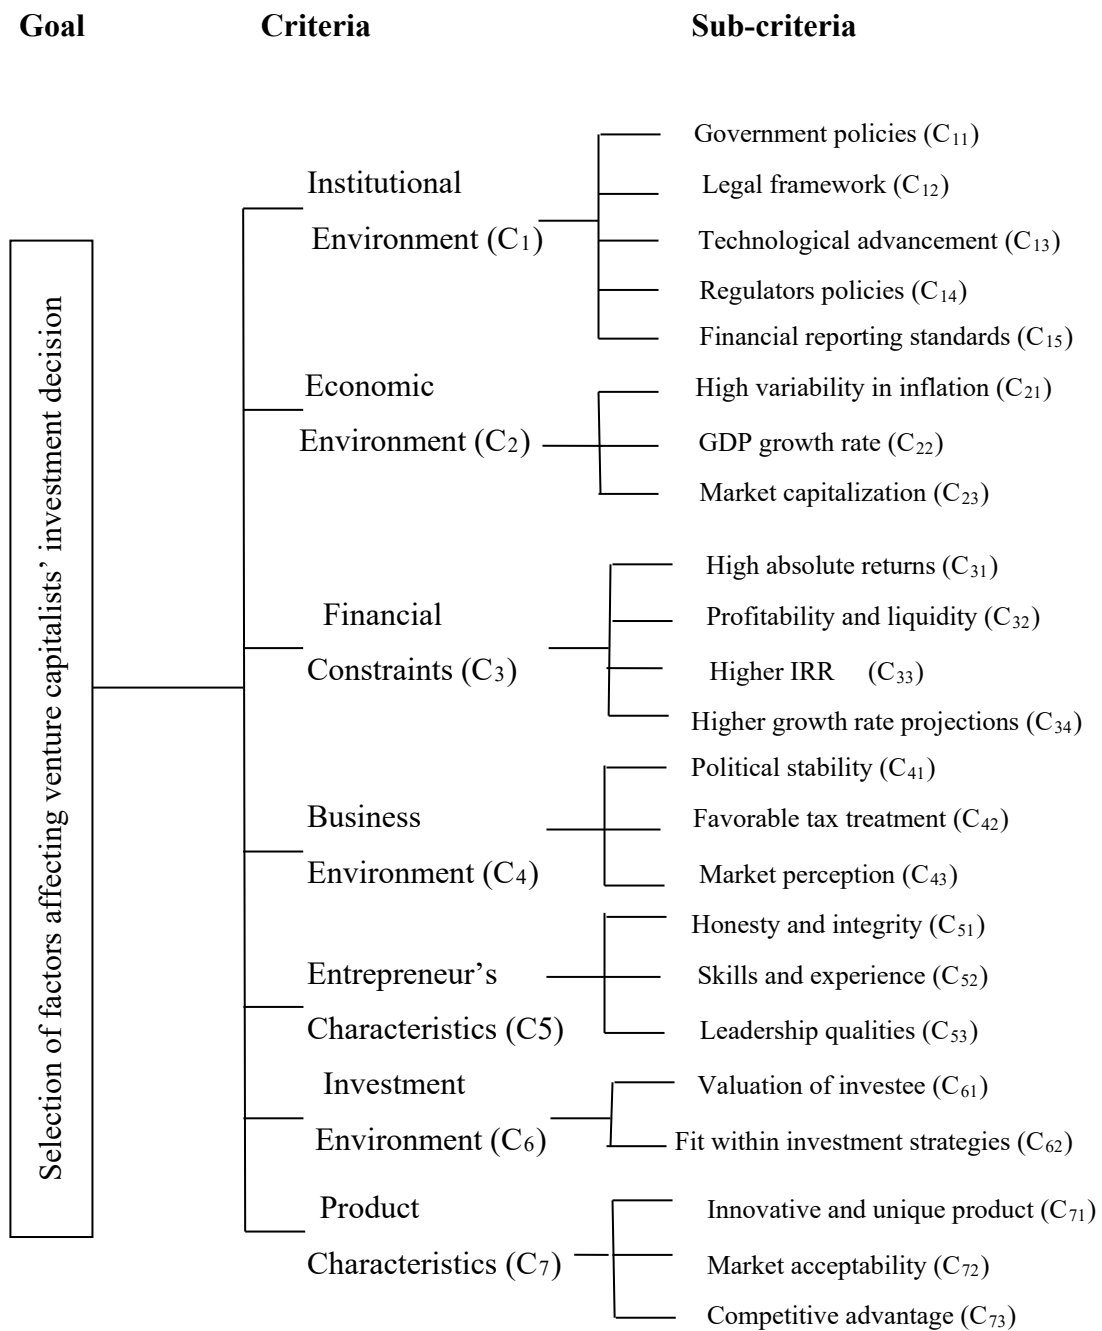 Goal
Criteria
Sub-criteria
Selection of factors affecting venture capitalists’ investment decision
Institutional
Environment (C₁)
Government policies (C₁₁)
Legal framework (C₁₂)
Technological advancement (C₁₃)
Regulators policies (C₁₄)
Financial reporting standards (C₁₅)
Economic
Environment (C₂)
High variability in inflation (C₂₁)
GDP growth rate (C₂₂)
Market capitalization (C₂₃)
Financial
Constraints (C₃)
High absolute returns (C₃₁)
Profitability and liquidity (C₃₂)
Higher IRR (C₃₃)
Higher growth rate projections (C₃₄)
Business
Environment (C₄)
Political stability (C₄₁)
Favorable tax treatment (C₄₂)
Market perception (C₄₃)
Entrepreneur’s
Characteristics (C5)
Honesty and integrity (C₅₁)
Skills and experience (C₅₂)
Leadership qualities (C₅₃)
Investment
Environment (C₆)
Valuation of investee (C₆₁)
Fit within investment strategies (C₆₂)
Product
Characteristics (C₇)
Innovative and unique product (C₇₁)
Market acceptability (C₇₂)
Competitive advantage (C₇₃)